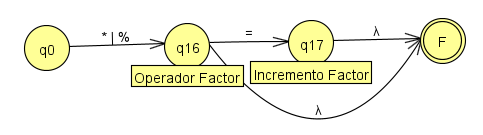 q0
* | %
q16
=
q17
λ
F
Operador Factor
Incremento Factor
λ